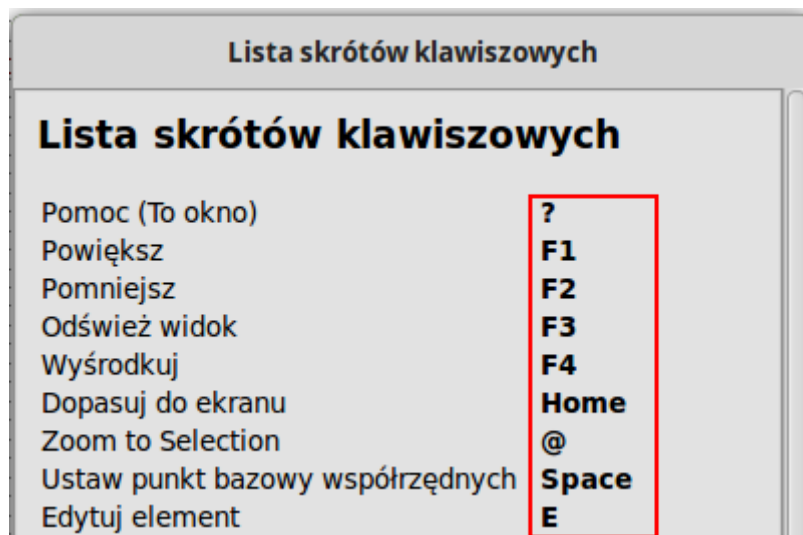 Lista skrótów klawiszowych
Lista skrótów klawiszowych
Pomoc (To okno) ?
Powiększ F1
Pomniejsz F2
Odśwież widok F3
Wyśrodkuj F4
Dopasuj do ekranu Home
Zoom to Selection @
Ustaw punkt bazowy współrzędnych Space
Edytuj element E